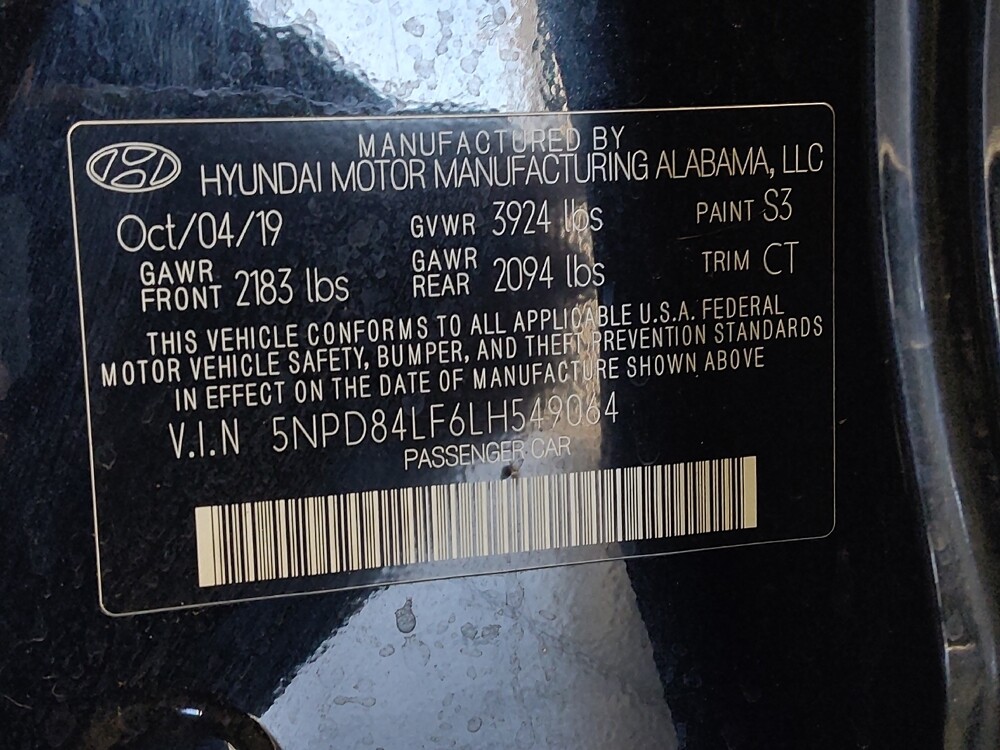 MANUFACTURED BY
HYUNDAI MOTOR MANUFACTURING ALABAMA, LLC
Oct/04/19 GVWR 3924 lbs PAINT S3
GAWR FRONT 2183 lbs GAWR REAR 2094 lbs TRIM CT
THIS VEHICLE CONFORMS TO ALL APPLICABLE U.S.A. FEDERAL
MOTOR VEHICLE SAFETY, BUMPER, AND THEFT PREVENTION STANDARDS
IN EFFECT ON THE DATE OF MANUFACTURE SHOWN ABOVE
V.I.N 5NPD84LF6LH549064
PASSENGER CAR